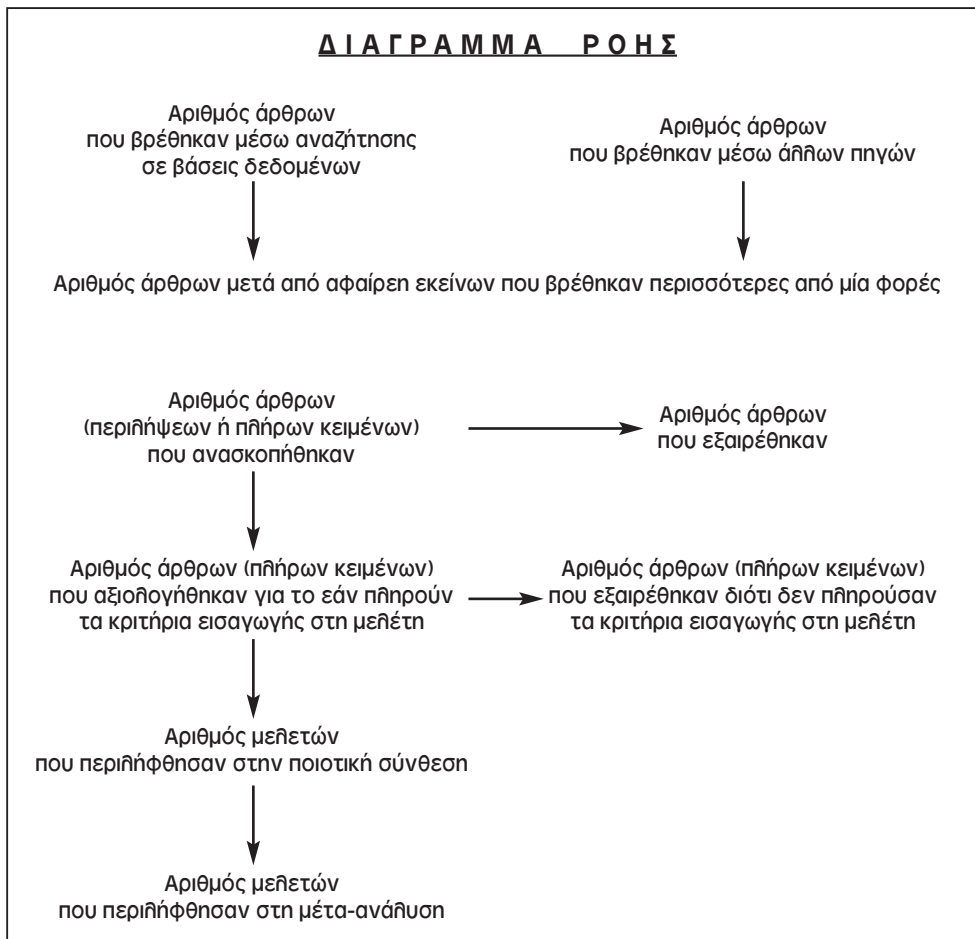 ΔΙΑΓΡΑΜΜΑ ΡΟΗΣ
Αριθμός άρθρων
που βρέθηκαν μέσω αναζήτησης
σε βάσεις δεδομένων
Αριθμός άρθρων
που βρέθηκαν μέσω άλλων πηγών
Αριθμός άρθρων μετά από αφαίρεη εκείνων που βρέθηκαν περισσότερες από μία φορές
Αριθμός άρθρων
(περιλήψεων ή πλήρων κειμένων)
που ανασκοπήθηκαν
Αριθμός άρθρων
που εξαιρέθηκαν
Αριθμός άρθρων (πλήρων κειμένων)
που αξιολογήθηκαν για το εάν πληρούν
τα κριτήρια εισαγωγής στη μελέτη
Αριθμός άρθρων (πλήρων κειμένων)
που εξαιρέθηκαν διότι δεν πληρούσαν
τα κριτήρια εισαγωγής στη μελέτη
Αριθμός μελετών
που περιλήφθησαν στην ποιοτική σύνθεση
Αριθμός μελετών
που περιλήφθησαν στη μέτα-ανάλυση